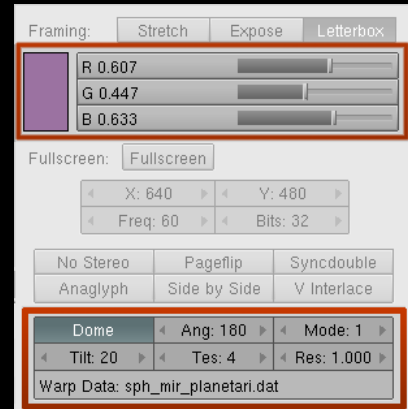 Framing: Stretch Expose Letterbox
R 0.607
G 0.447
B 0.633
Fullscreen: Fullscreen
X: 640 Y: 480
Freq: 60 Bits: 32
No Stereo Pageflip Syncdouble
Anaglyph Side by Side V Interlace
Dome Ang: 180 Mode: 1
Tilt: 20 Tes: 4 Res: 1.000
Warp Data: sph_mir_planetari.dat